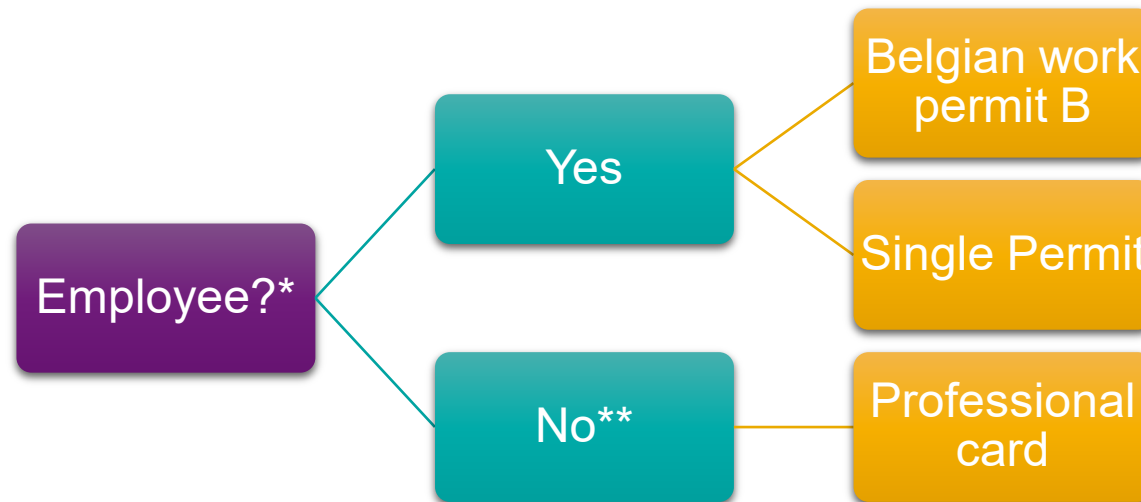 Employee?*
Yes
No**
Belgian work
permit B
Single Permit
Professional
card